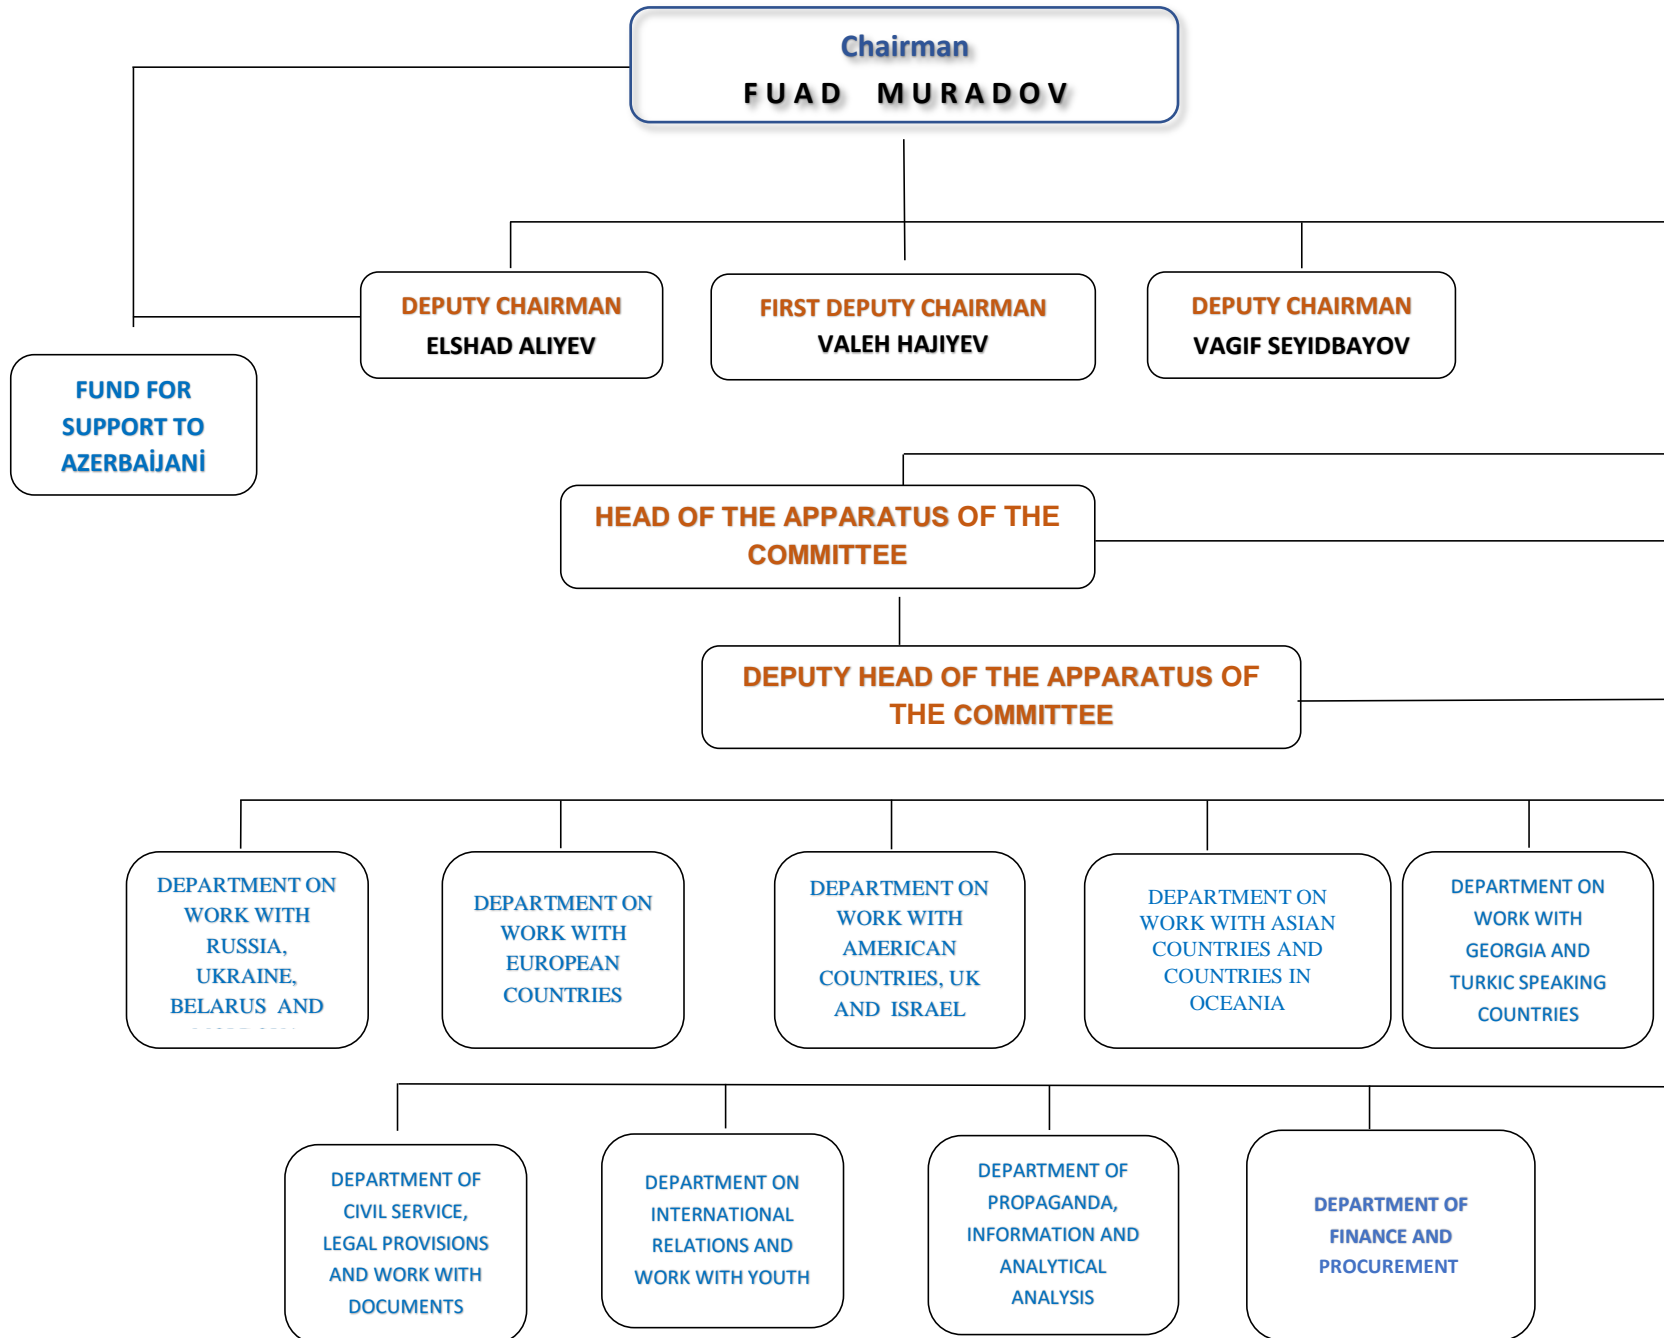 Chairman
FUAD MURADOV
DEPUTY CHAIRMAN
ELSHAD ALIYEV
FIRST DEPUTY CHAIRMAN
VALEH HAJIYEV
DEPUTY CHAIRMAN
VAGIF SEYIDBAYOV
FUND FOR
SUPPORT TO
AZERBAİJANİ
HEAD OF THE APPARATUS OF THE
COMMITTEE
DEPUTY HEAD OF THE APPARATUS OF
THE COMMITTEE
DEPARTMENT ON
WORK WITH
RUSSIA,
UKRAINE,
BELARUS AND
DEPARTMENT ON
WORK WITH
EUROPEAN
COUNTRIES
DEPARTMENT ON
WORK WITH
AMERICAN
COUNTRIES, UK
AND ISRAEL
DEPARTMENT ON
WORK WITH ASIAN
COUNTRIES AND
COUNTRIES IN
OCEANIA
DEPARTMENT ON
WORK WITH
GEORGIA AND
TURKIC SPEAKING
COUNTRIES
DEPARTMENT OF
CIVIL SERVICE,
LEGAL PROVISIONS
AND WORK WITH
DOCUMENTS
DEPARTMENT ON
INTERNATIONAL
RELATIONS AND
WORK WITH YOUTH
DEPARTMENT OF
PROPAGANDA,
INFORMATION AND
ANALYTICAL
ANALYSIS
DEPARTMENT OF
FINANCE AND
PROCUREMENT